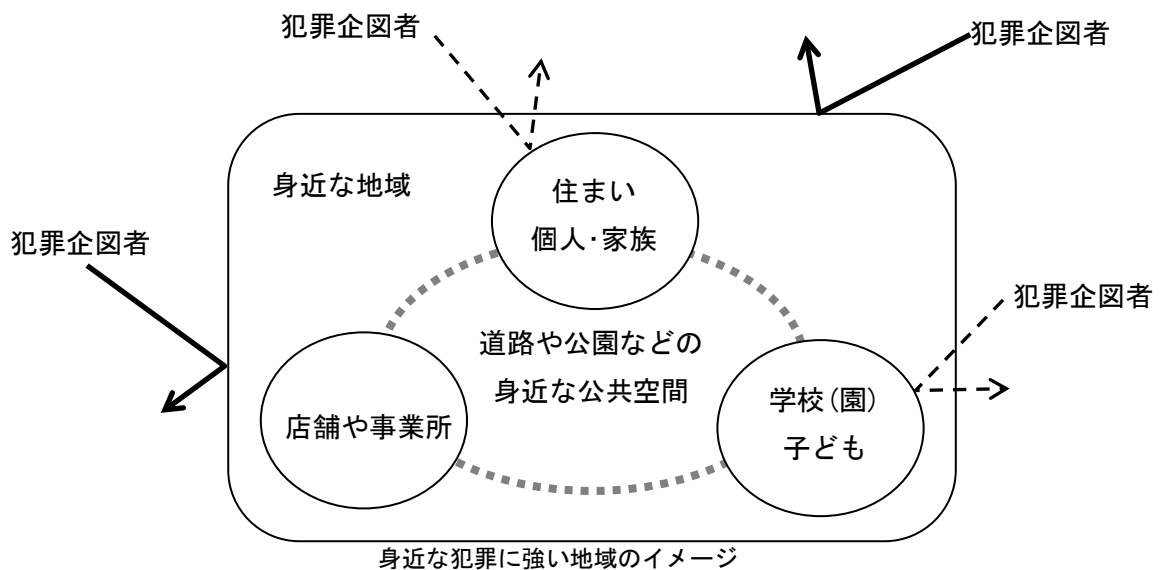 犯罪企図者
犯罪企図者
身近な地域
住まい
個人・家族
犯罪企図者
犯罪企図者
道路や公園などの
身近な公共空間
店舗や事業所
学校(園)
子ども
身近な犯罪に強い地域のイメージ